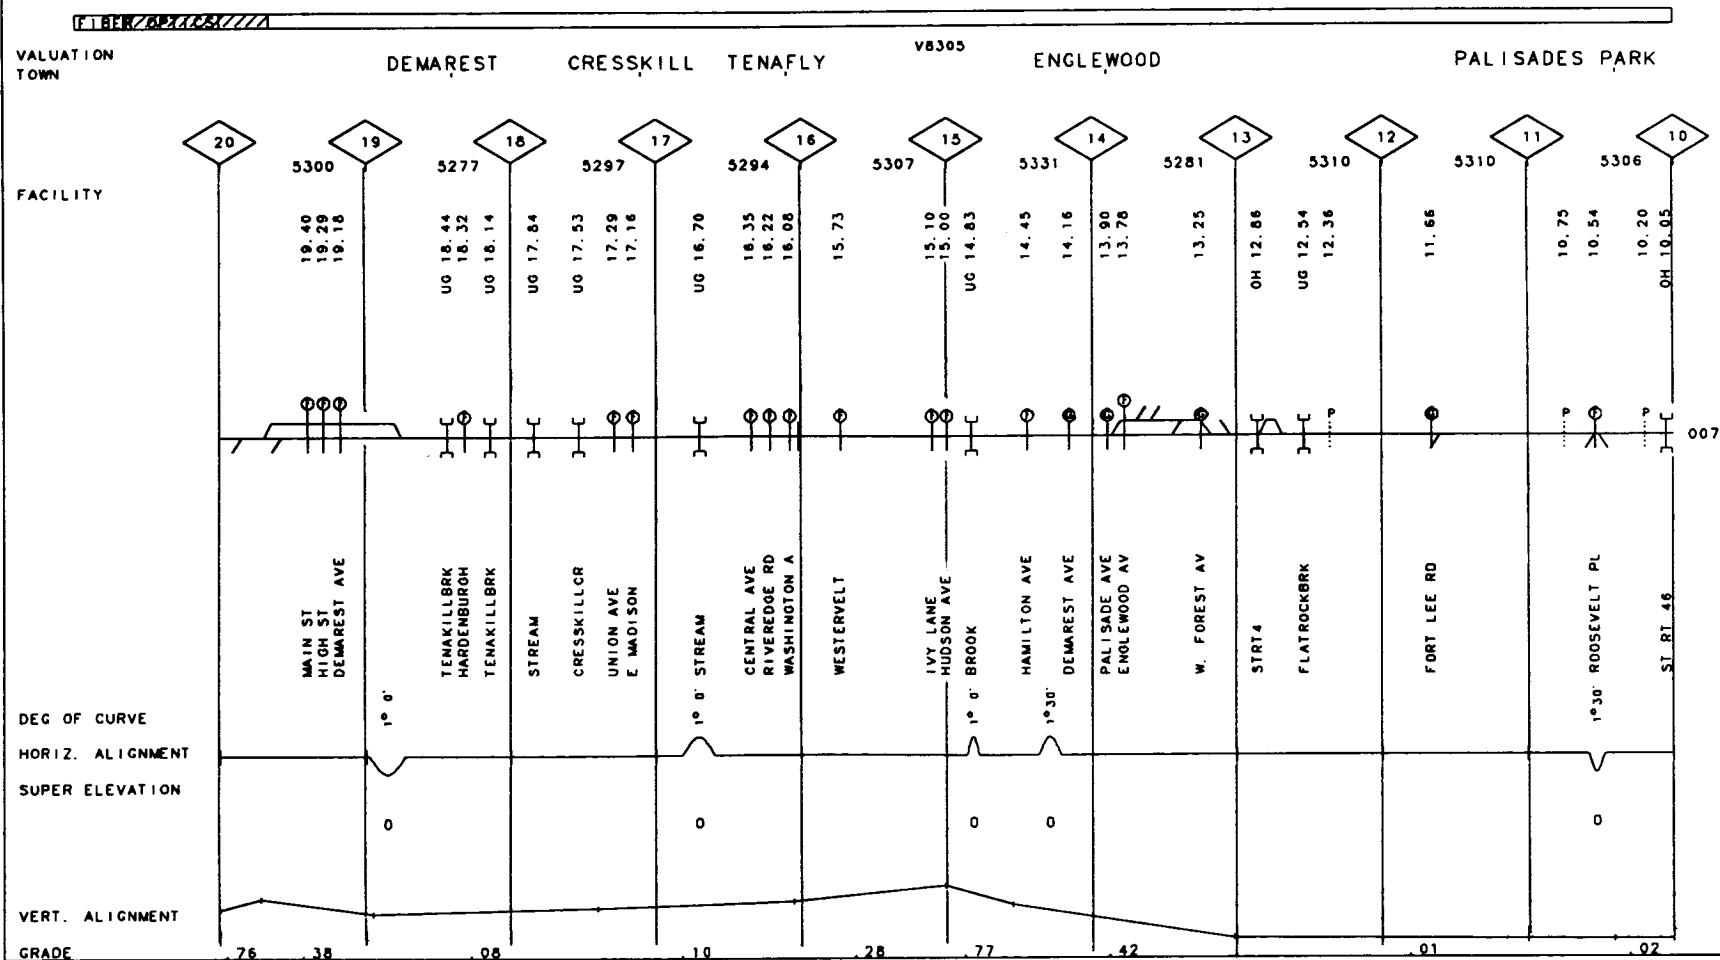 FIBER OPTICS
VALUATION V8305
TOWN DEMAREST CRESSKILL TENAFLY ENGLEWOOD PALISADES PARK
20 19 18 17 16 15 14 13 12 11 10
5300 5277 5297 5294 5307 5331 5281 5310 5310 5306
FACILITY
19.40
19.29
19.18
UG 18.44
18.32
UG 18.14
UG 17.84
UG 17.53
17.29
17.16
UG 16.70
16.35
16.22
16.08
15.73
15.10
15.00
UG 14.83
14.45
14.16
13.90
13.78
13.25
OH 12.86
UG 12.54
12.36
11.66
10.75
10.54
10.20
OH 10.05
F F F F F F F F F F F F F G G F G P G P F P
007
MAIN ST
HIGH ST
DEMAREST AVE
TENAKILLBRK
HARDENBURGH
TENAKILLBRK
STREAM
CRESSKILLCR
UNION AVE
E MADISON
STREAM
CENTRAL AVE
RIVEREDGE RD
WASHINGTON A
WESTERVELT
IVY LANE
HUDSON AVE
BROOK
HAMILTON AVE
DEMAREST AVE
PALISADE AVE
ENGLEWOOD AV
W. FOREST AV
STRT4
FLATROCKBRK
FORT LEE RD
ROOSEVELT PL
ST RT 46
DEG OF CURVE 1° 0' 1° 0' 1° 0' 1°30' 1°30'
HORIZ. ALIGNMENT
SUPER ELEVATION
0 0 0 0 0
VERT. ALIGNMENT
GRADE .76 .38 .08 .10 .28 .77 .42 .01 .02